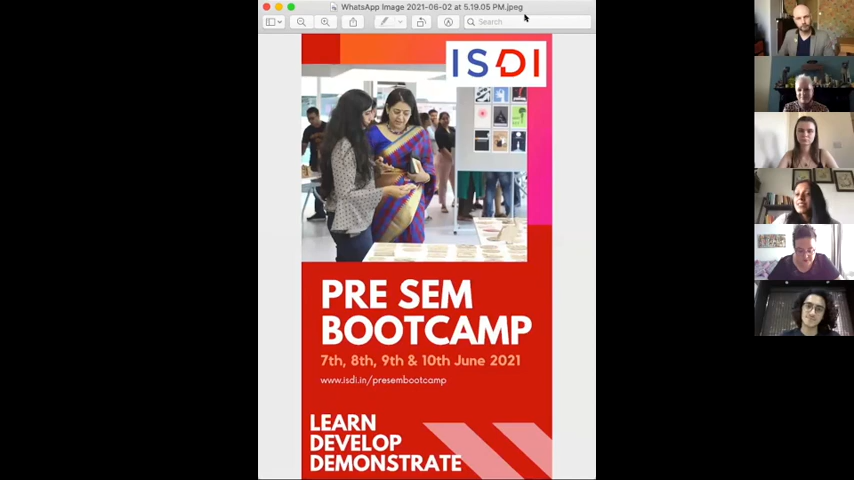 WhatsApp Image 2021-06-02 at 5.19.05 PM.jpeg
Search
ISDI
PRE SEM
BOOTCAMP
7th, 8th, 9th & 10th June 2021
www.isdi.in/presembootcamp
LEARN
DEVELOP
DEMONSTRATE